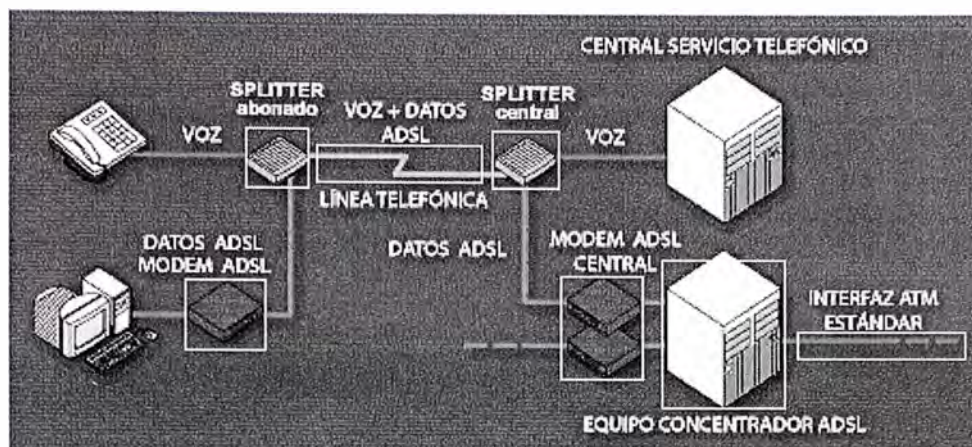 CENTRAL SERVICIO TELEFÓNICO
SPLITTER
abonado
VOZ + DATOS
ADSL
SPLITTER
central
VOZ
VOZ
LÍNEA TELEFÓNICA
DATOS ADSL
MODEM ADSL
DATOS ADSL
MODEM ADSL
CENTRAL
INTERFAZ ATM
ESTÁNDAR
EQUIPO CONCENTRADOR ADSL